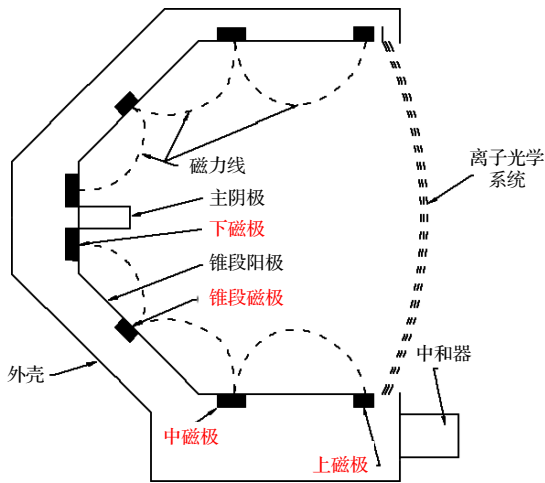 磁力线
离子光学
系统
主阴极
下磁极
锥段阳极
锥段磁极
中和器
外壳
中磁极
上磁极